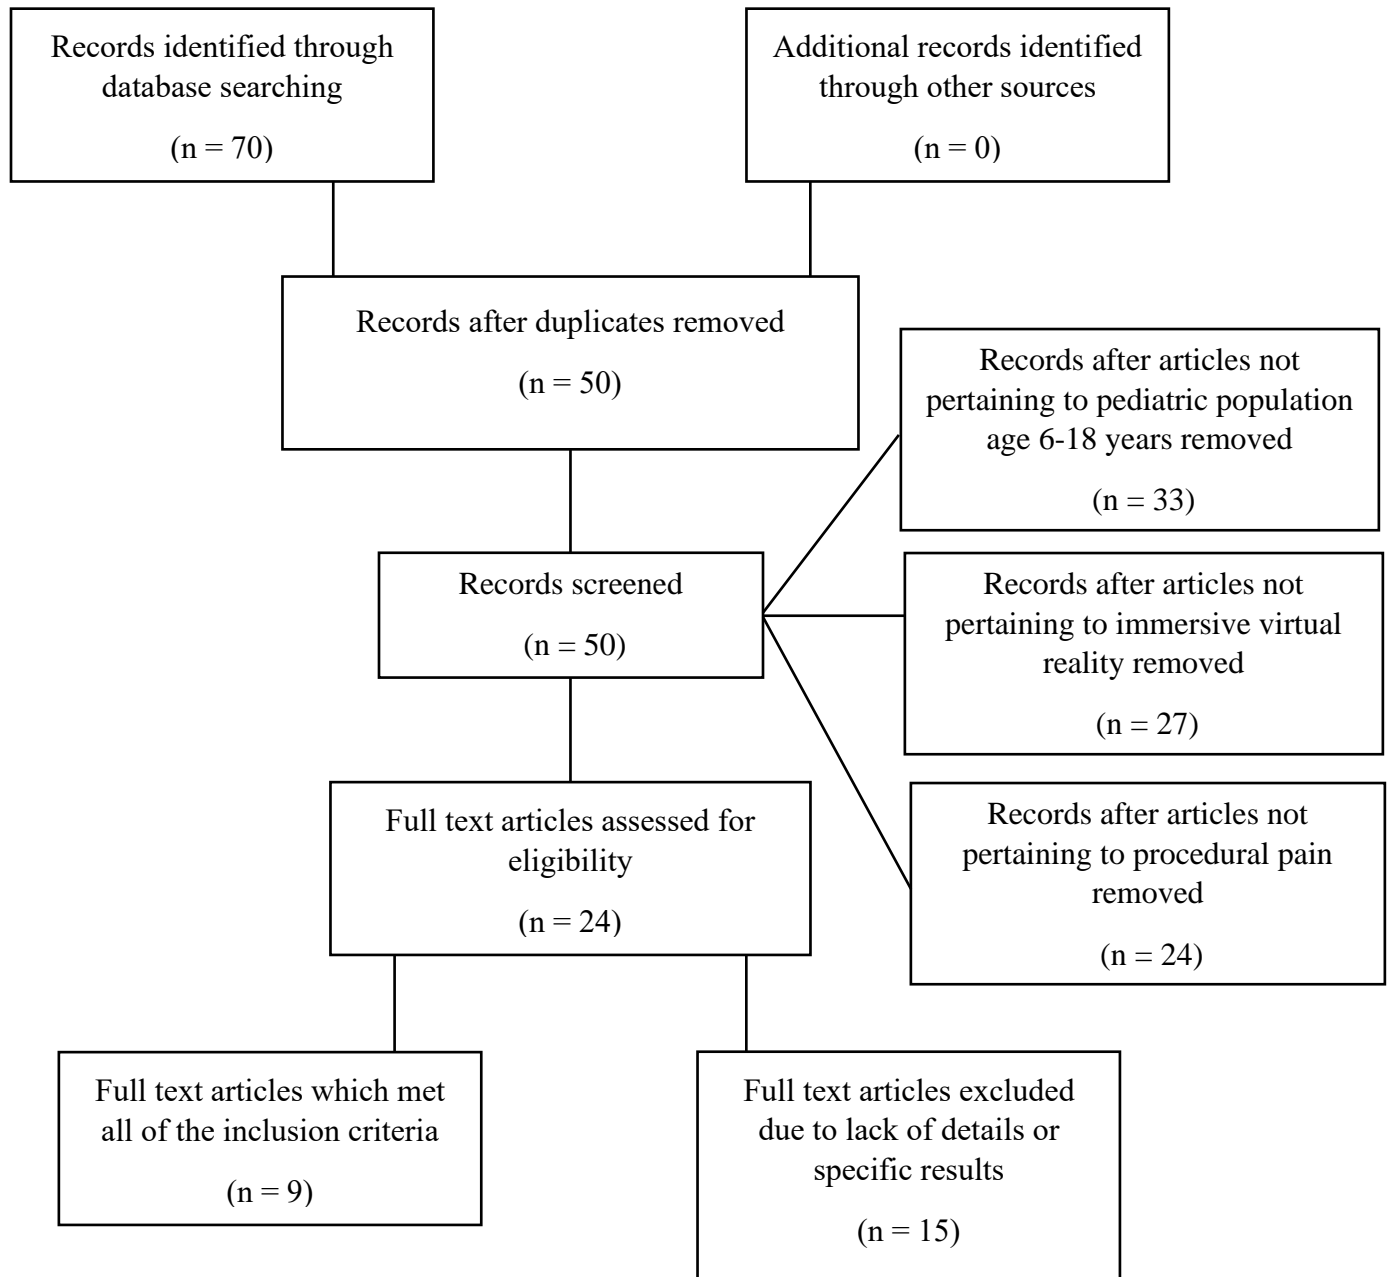 Records identified through
database searching
(n = 70)
Additional records identified
through other sources
(n = 0)
Records after duplicates removed
(n = 50)
Records after articles not
pertaining to pediatric population
age 6-18 years removed
(n = 33)
Records screened
(n = 50)
Records after articles not
pertaining to immersive virtual
reality removed
(n = 27)
Full text articles assessed for
eligibility
(n = 24)
Records after articles not
pertaining to procedural pain
removed
(n = 24)
Full text articles which met
all of the inclusion criteria
(n = 9)
Full text articles excluded
due to lack of details or
specific results
(n = 15)